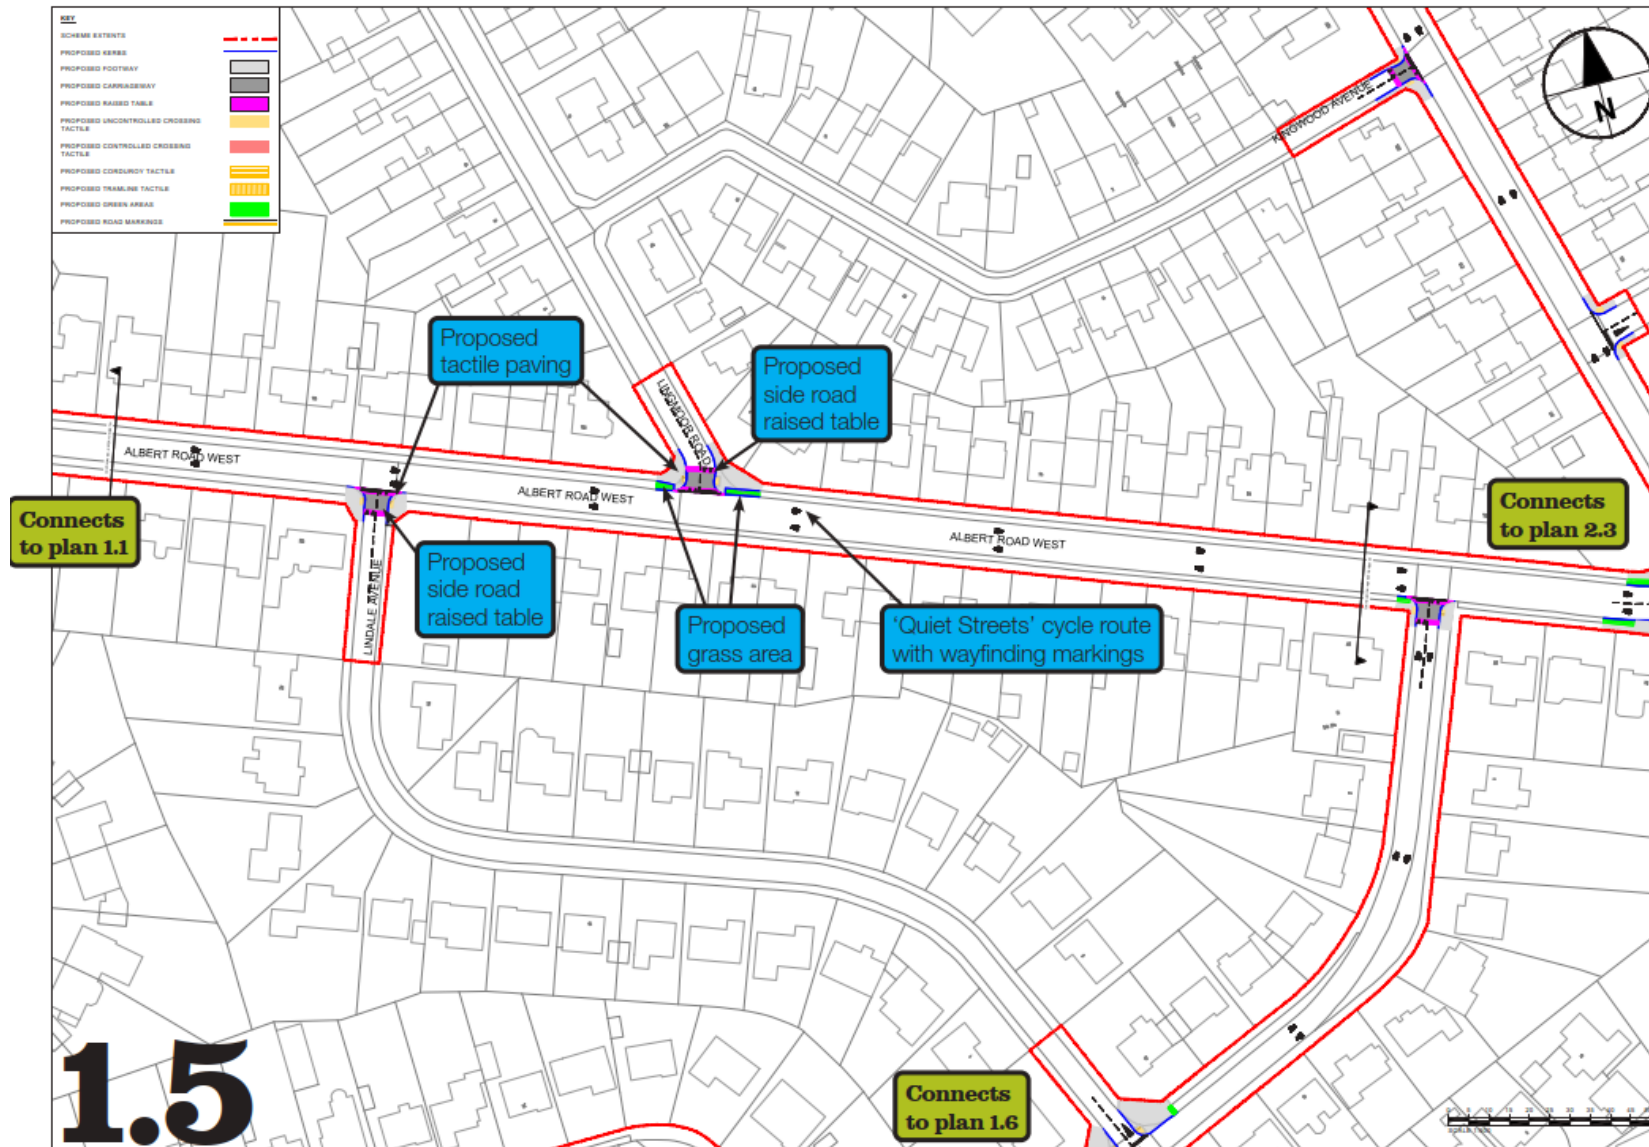 KEY
SCHEME EXTENTS
PROPOSED KERBS
PROPOSED FOOTWAY
PROPOSED CARRIAGEWAY
PROPOSED RAISED TABLE
PROPOSED UNCONTROLLED CROSSING
TACTILE
PROPOSED CONTROLLED CROSSING
TACTILE
PROPOSED CORDUROY TACTILE
PROPOSED TRAMLINE TACTILE
PROPOSED GREEN AREAS
PROPOSED ROAD MARKINGS
KINGWOOD AVENUE
N
Proposed
tactile paving
Proposed
side road
raised table
LINGMOOR ROAD
ALBERT ROAD WEST
ALBERT ROAD WEST
ALBERT ROAD WEST
Connects
to plan 1.1
Connects
to plan 2.3
Proposed
side road
raised table
LINDALE AVENUE
Proposed
grass area
'Quiet Streets' cycle route
with wayfinding markings
1.5
Connects
to plan 1.6